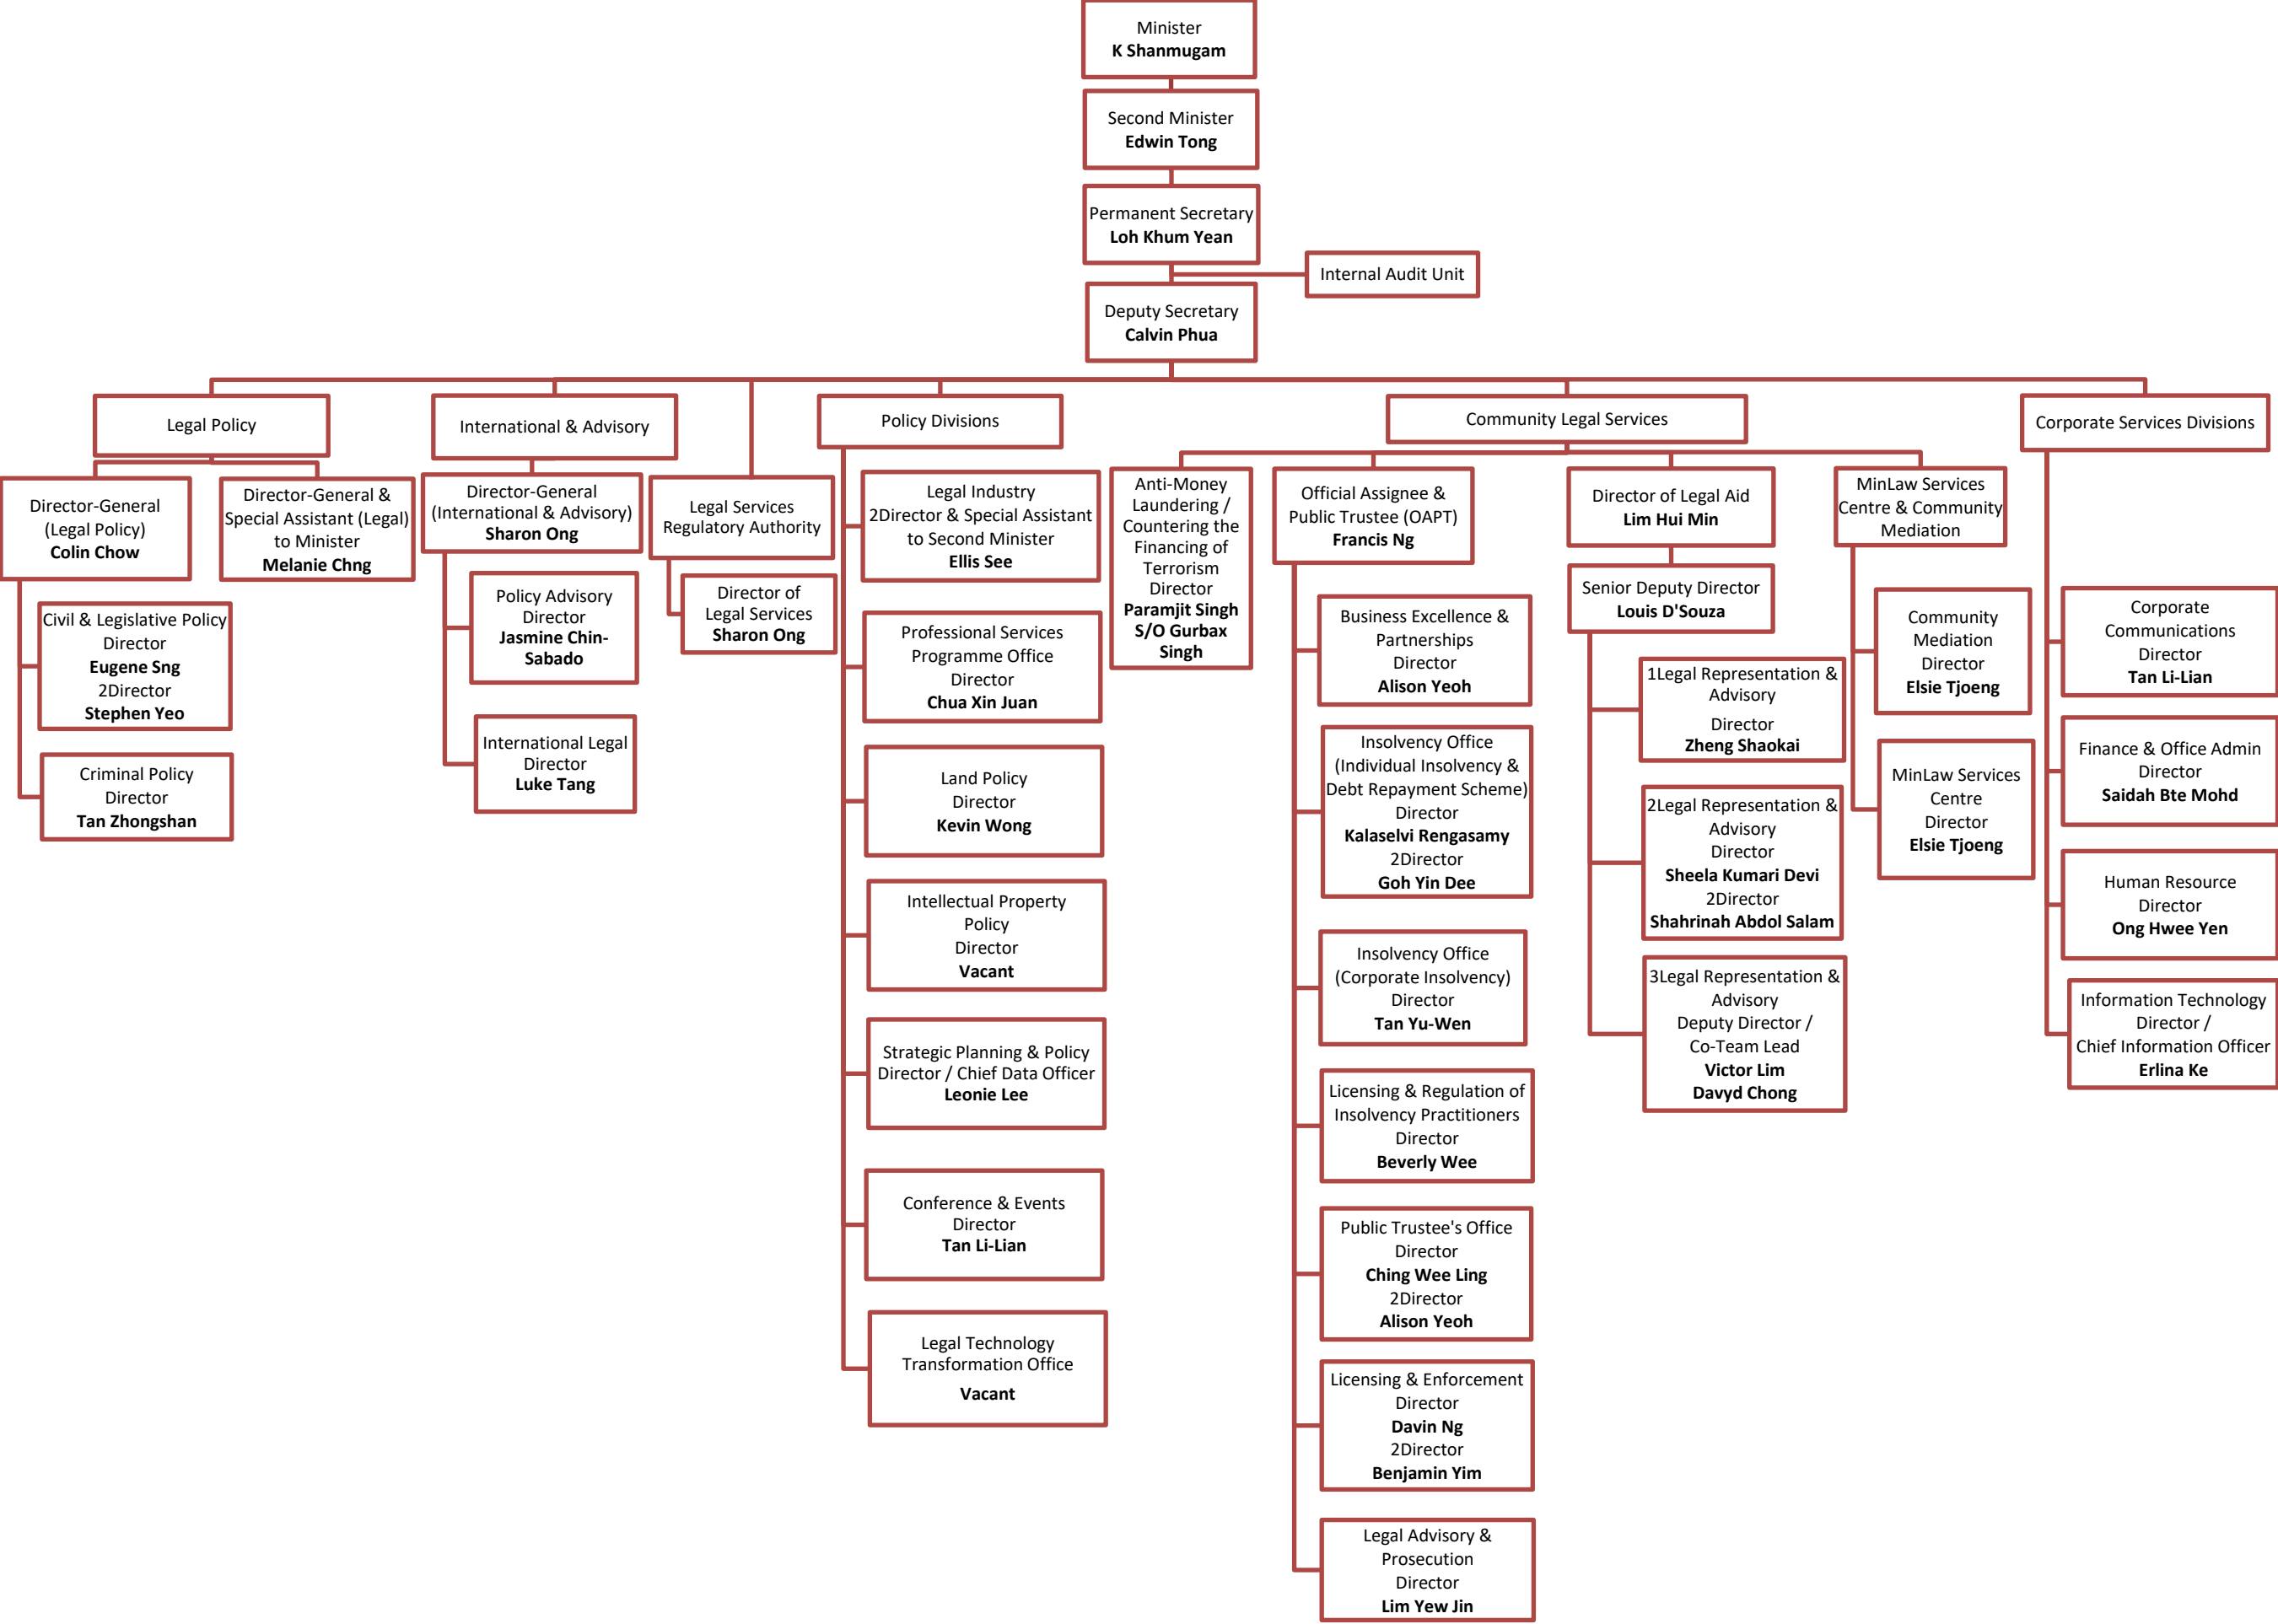 Minister
K Shanmugam
Second Minister
Edwin Tong
Permanent Secretary
Loh Khum Yean
Internal Audit Unit
Deputy Secretary
Calvin Phua
Legal Policy
Director-General
(Legal Policy)
Colin Chow
Director-General &
Special Assistant (Legal)
to Minister
Melanie Chng
Civil & Legislative Policy
Director
Eugene Sng
2Director
Stephen Yeo
Criminal Policy
Director
Tan Zhongshan
International & Advisory
Director-General
(International & Advisory)
Sharon Ong
Policy Advisory
Director
Jasmine Chin-
Sabado
International Legal
Director
Luke Tang
Legal Services
Regulatory Authority
Director of
Legal Services
Sharon Ong
Policy Divisions
Legal Industry
2Director & Special Assistant
to Second Minister
Ellis See
Professional Services
Programme Office
Director
Chua Xin Juan
Land Policy
Director
Kevin Wong
Intellectual Property
Policy
Director
Vacant
Strategic Planning & Policy
Director / Chief Data Officer
Leonie Lee
Conference & Events
Director
Tan Li-Lian
Legal Technology
Transformation Office
Vacant
Community Legal Services
Anti-Money
Laundering /
Countering the
Financing of
Terrorism
Director
Paramjit Singh
S/O Gurbax
Singh
Official Assignee &
Public Trustee (OAPT)
Francis Ng
Business Excellence &
Partnerships
Director
Alison Yeoh
Insolvency Office
(Individual Insolvency &
Debt Repayment Scheme)
Director
Kalaselvi Rengasamy
2Director
Goh Yin Dee
Insolvency Office
(Corporate Insolvency)
Director
Tan Yu-Wen
Licensing & Regulation of
Insolvency Practitioners
Director
Beverly Wee
Public Trustee's Office
Director
Ching Wee Ling
2Director
Alison Yeoh
Licensing & Enforcement
Director
Davin Ng
2Director
Benjamin Yim
Legal Advisory &
Prosecution
Director
Lim Yew Jin
Director of Legal Aid
Lim Hui Min
Senior Deputy Director
Louis D'Souza
1Legal Representation &
Advisory
Director
Zheng Shaokai
2Legal Representation &
Advisory
Director
Sheela Kumari Devi
2Director
Shahrinah Abdol Salam
3Legal Representation &
Advisory
Deputy Director /
Co-Team Lead
Victor Lim
Davyd Chong
MinLaw Services
Centre & Community
Mediation
Community
Mediation
Director
Elsie Tjoeng
MinLaw Services
Centre
Director
Elsie Tjoeng
Corporate Services Divisions
Corporate
Communications
Director
Tan Li-Lian
Finance & Office Admin
Director
Saidah Bte Mohd
Human Resource
Director
Ong Hwee Yen
Information Technology
Director /
Chief Information Officer
Erlina Ke